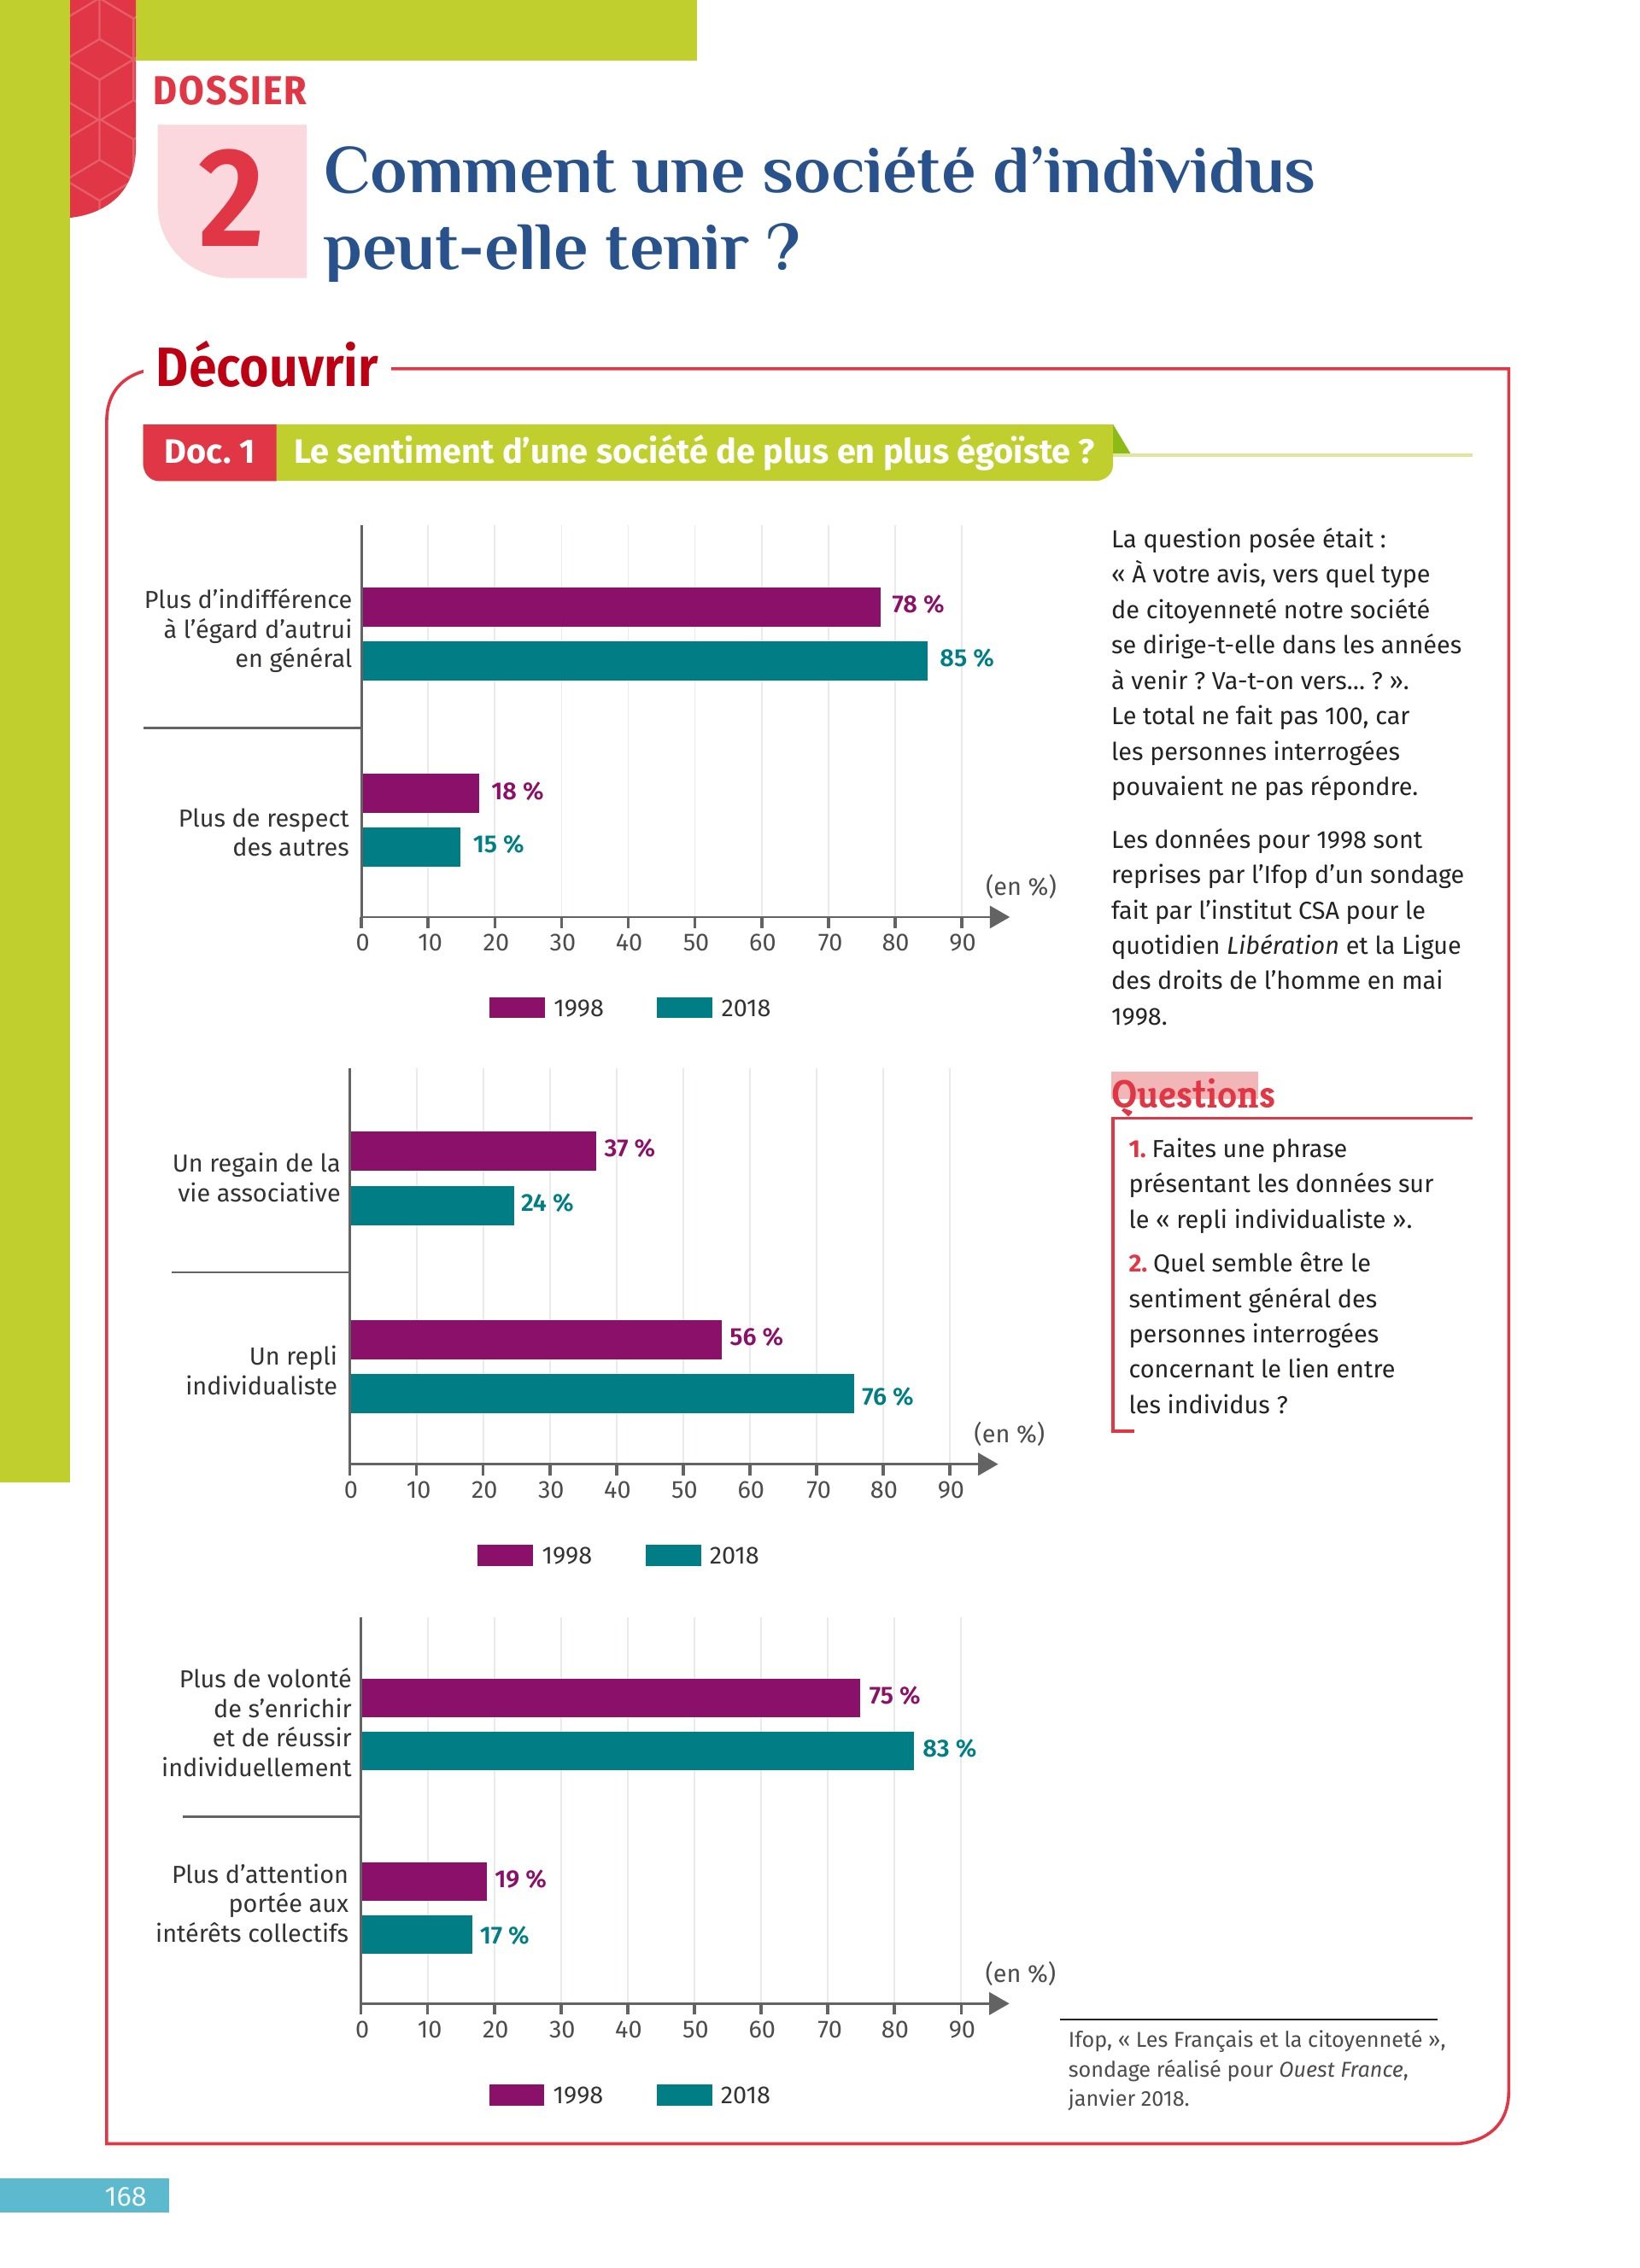 DOSSIER
2
Comment une société d’individus
peut-elle tenir ?
Découvrir
Doc. 1
Le sentiment d’une société de plus en plus égoïste ?
Plus d’indifférence
à l’égard d’autrui
en général
78 %
85 %
Plus de respect
des autres
18 %
15 %
(en %)
0 10 20 30 40 50 60 70 80 90
1998 2018
Un regain de la
vie associative
37 %
24 %
Un repli
individualiste
56 %
76 %
(en %)
0 10 20 30 40 50 60 70 80 90
1998 2018
Plus de volonté
de s’enrichir
et de réussir
individuellement
75 %
83 %
Plus d’attention
portée aux
intérêts collectifs
19 %
17 %
(en %)
0 10 20 30 40 50 60 70 80 90
1998 2018
La question posée était :
« À votre avis, vers quel type
de citoyenneté notre société
se dirige-t-elle dans les années
à venir ? Va-t-on vers... ? ».
Le total ne fait pas 100, car
les personnes interrogées
pouvaient ne pas répondre.
Les données pour 1998 sont
reprises par l’Ifop d’un sondage
fait par l’institut CSA pour le
quotidien Libération et la Ligue
des droits de l’homme en mai
1998.
Questions
1. Faites une phrase
présentant les données sur
le « repli individualiste ».
2. Quel semble être le
sentiment général des
personnes interrogées
concernant le lien entre
les individus ?
Ifop, « Les Français et la citoyenneté »,
sondage réalisé pour Ouest France,
janvier 2018.
168